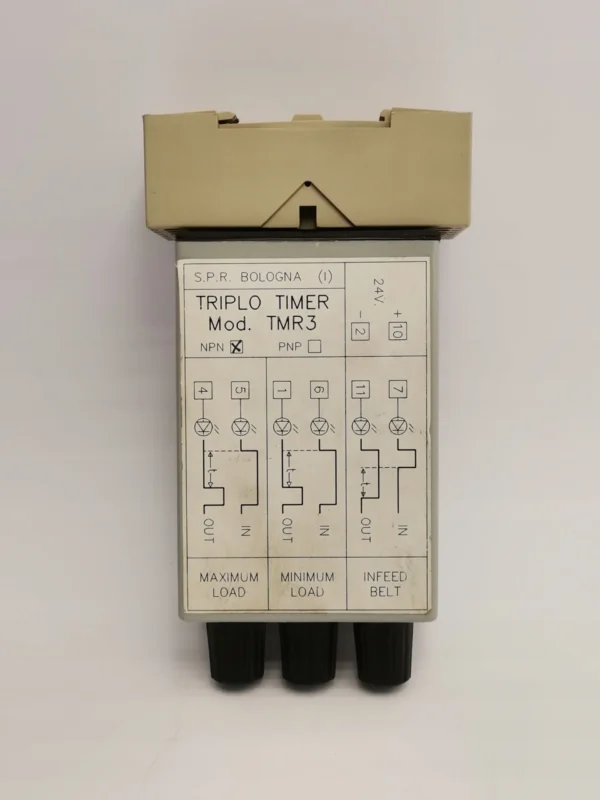 S.P.R. BOLOGNA (I)
TRIPLO TIMER
Mod. TMR3
NPN ☒ PNP ☐
24V.
- +
2 10
4 5 1 6 11 7
t t t
OUT IN OUT IN OUT IN
MAXIMUM LOAD
MINIMUM LOAD
INFEED BELT